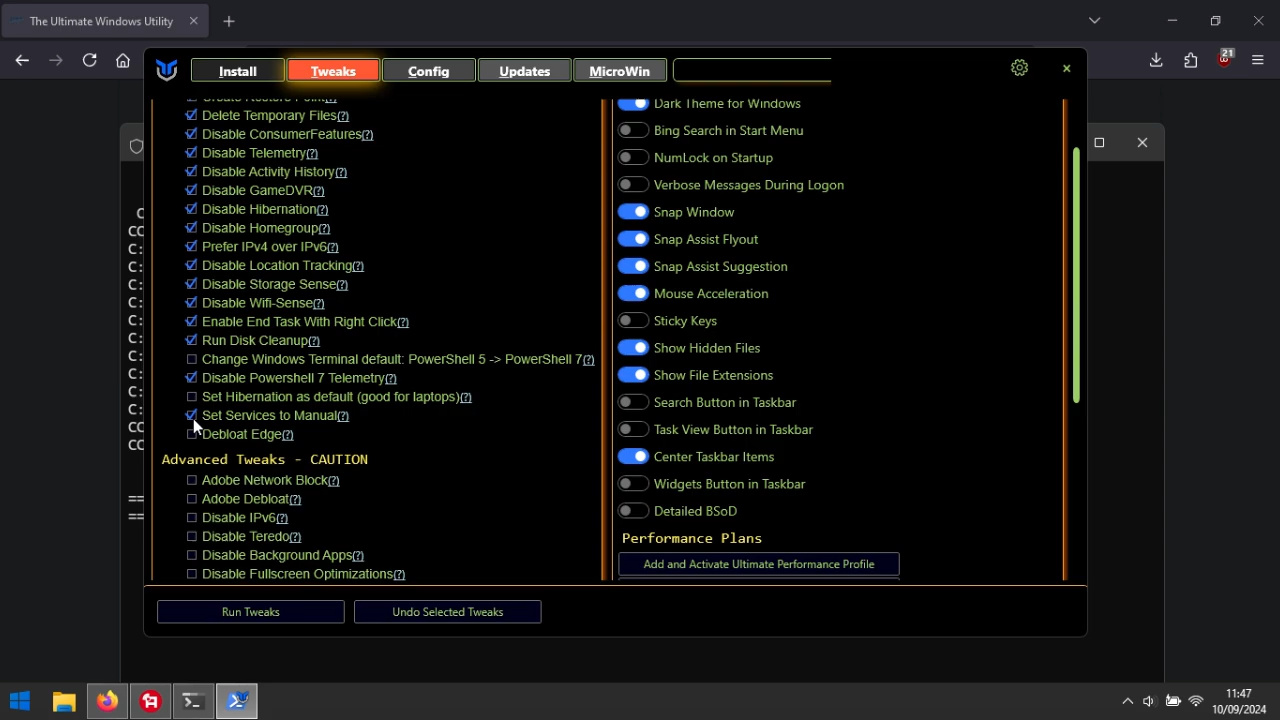 The Ultimate Windows Utility
21
Install
Tweaks
Config
Updates
MicroWin
Create Restore Point(?)
Delete Temporary Files(?)
Disable ConsumerFeatures(?)
Disable Telemetry(?)
Disable Activity History(?)
Disable GameDVR(?)
Disable Hibernation(?)
Disable Homegroup(?)
Prefer IPv4 over IPv6(?)
Disable Location Tracking(?)
Disable Storage Sense(?)
Disable Wifi-Sense(?)
Enable End Task With Right Click(?)
Run Disk Cleanup(?)
Change Windows Terminal default: PowerShell 5 -> PowerShell 7(?)
Disable Powershell 7 Telemetry(?)
Set Hibernation as default (good for laptops)(?)
Set Services to Manual(?)
Debloat Edge(?)
Advanced Tweaks - CAUTION
Adobe Network Block(?)
Adobe Debloat(?)
Disable IPv6(?)
Disable Teredo(?)
Disable Background Apps(?)
Disable Fullscreen Optimizations(?)
Dark Theme for Windows
Bing Search in Start Menu
NumLock on Startup
Verbose Messages During Logon
Snap Window
Snap Assist Flyout
Snap Assist Suggestion
Mouse Acceleration
Sticky Keys
Show Hidden Files
Show File Extensions
Search Button in Taskbar
Task View Button in Taskbar
Center Taskbar Items
Widgets Button in Taskbar
Detailed BSoD
Performance Plans
Add and Activate Ultimate Performance Profile
Run Tweaks
Undo Selected Tweaks
C
CO
C:
C:
C:
C:
C:
C:
C:
C:
C:
C:
CO
CO
==
==
11:47
10/09/2024